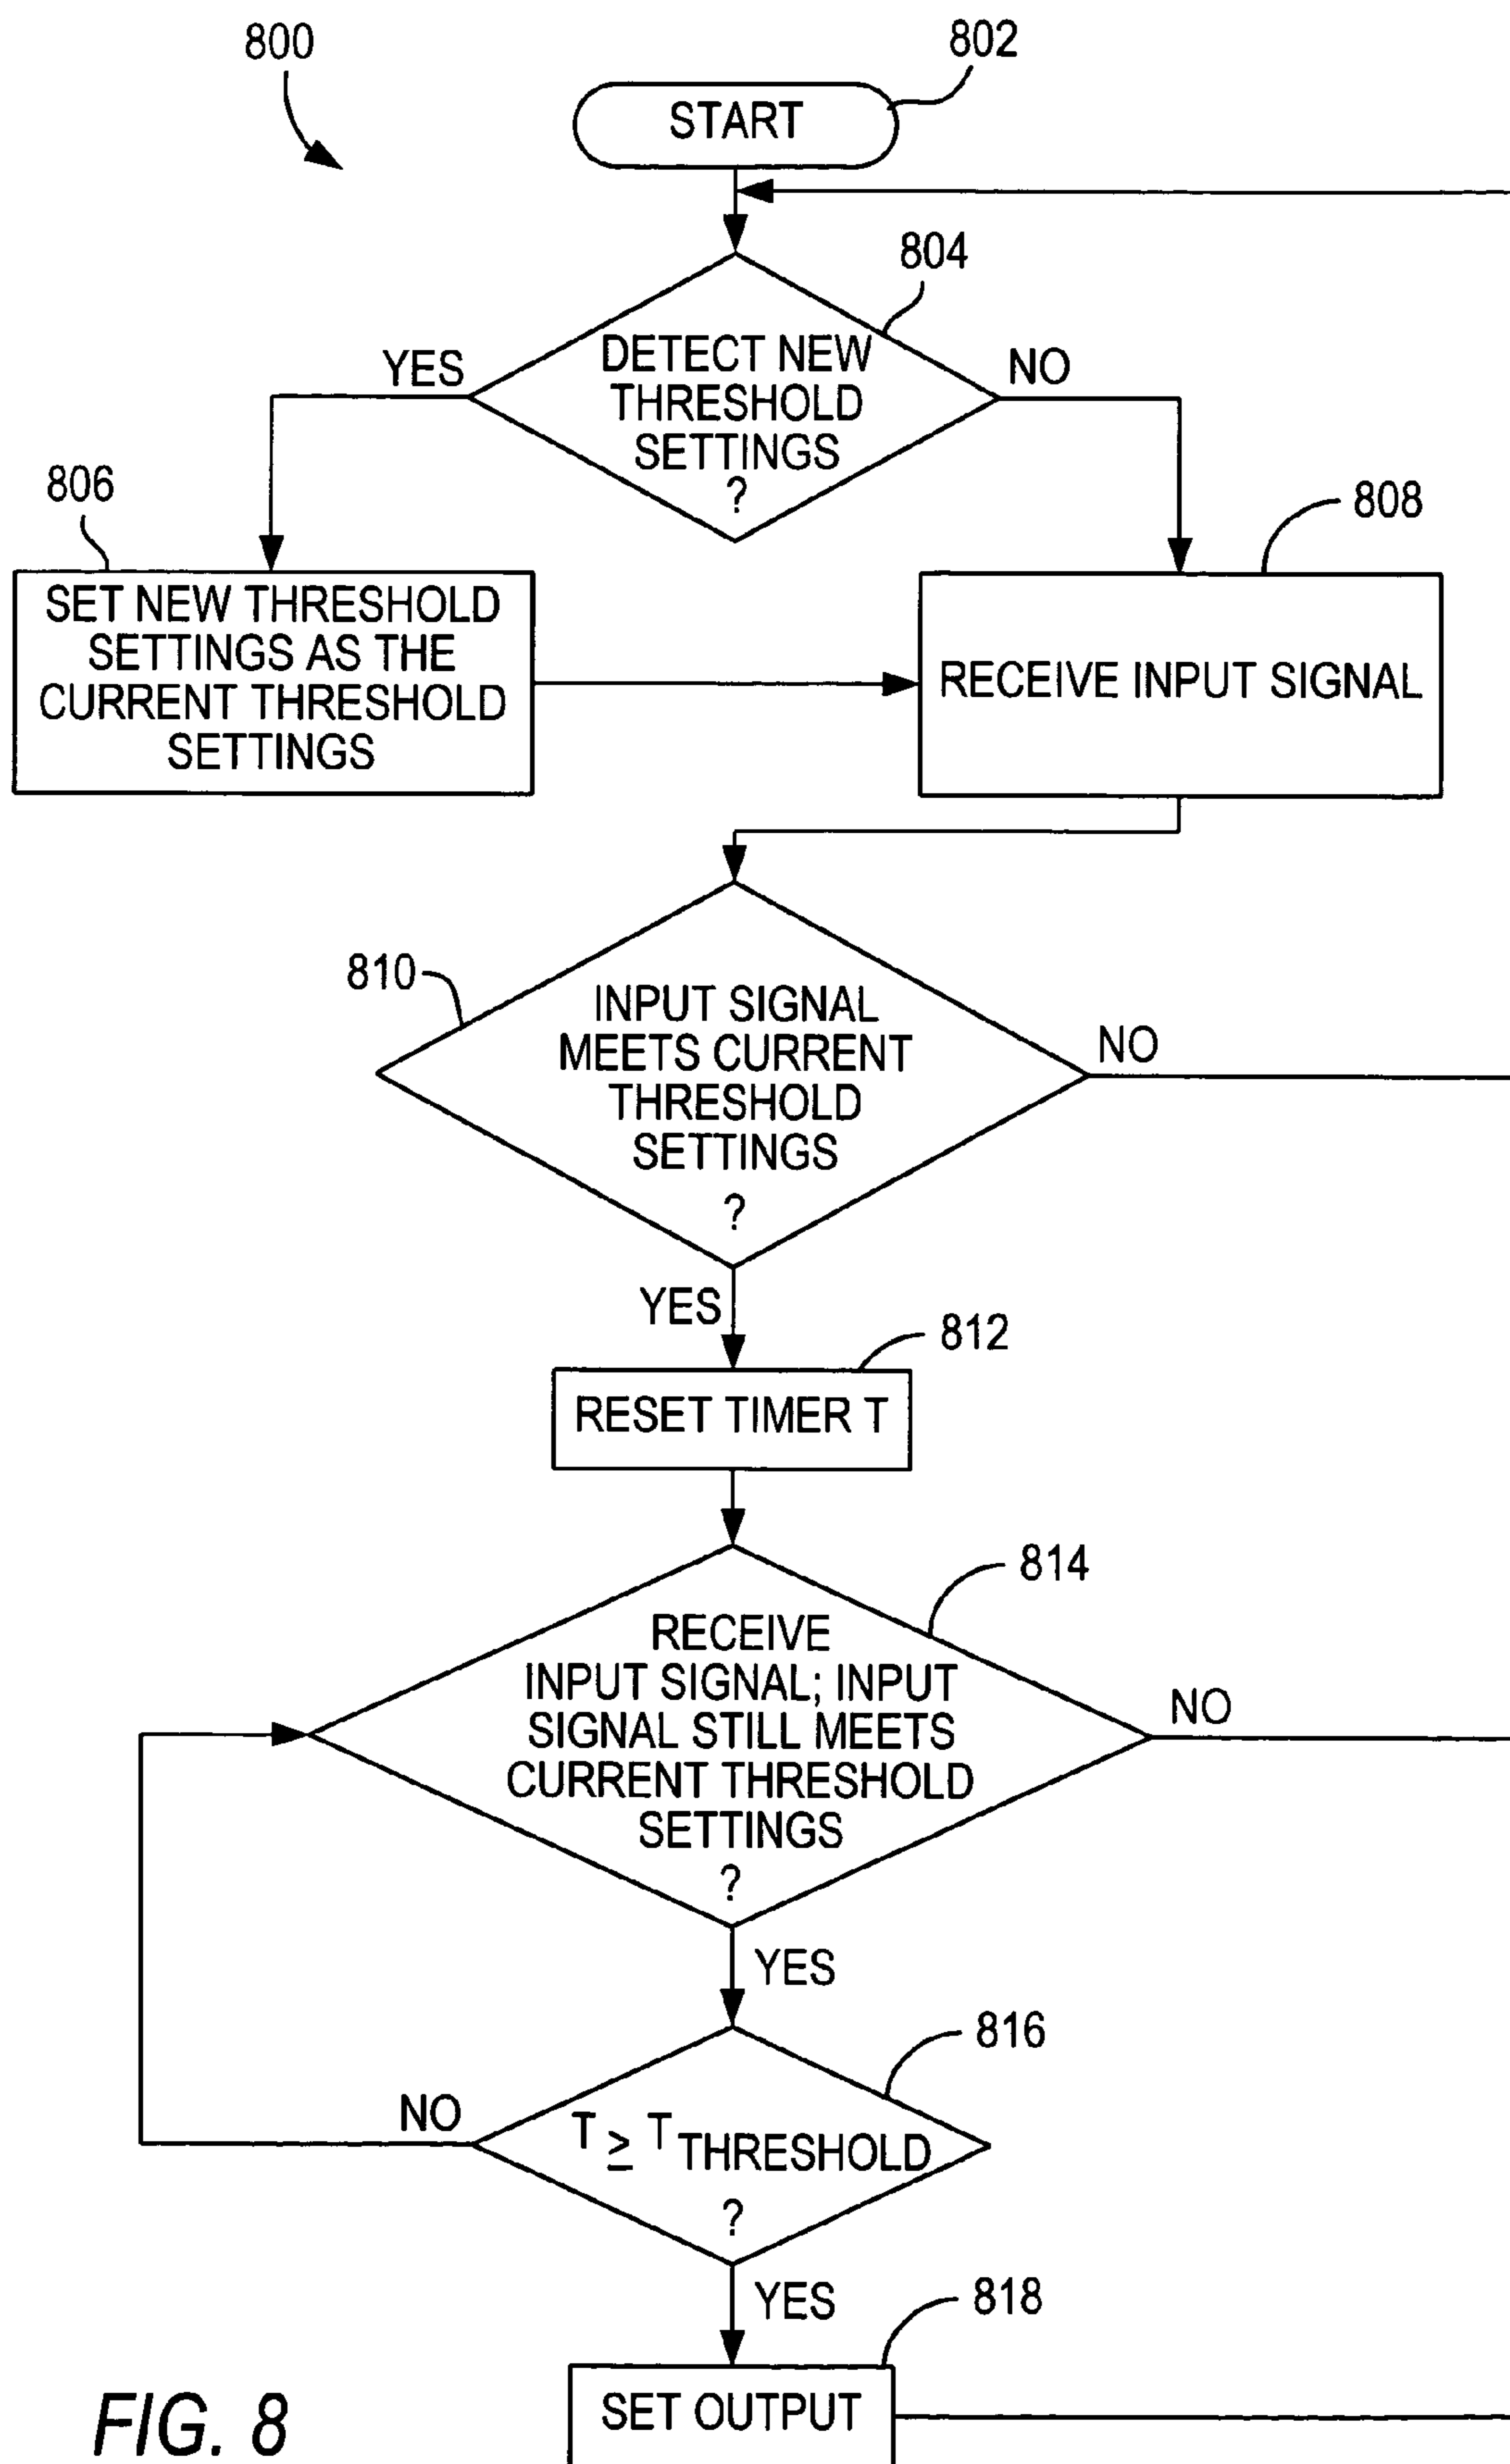 800
802
START
804
DETECT NEW
THRESHOLD
SETTINGS
?
YES
NO
806
808
SET NEW THRESHOLD
SETTINGS AS THE
CURRENT THRESHOLD
SETTINGS
RECEIVE INPUT SIGNAL
810
INPUT SIGNAL
MEETS CURRENT
THRESHOLD
SETTINGS
?
NO
YES
812
RESET TIMER T
814
RECEIVE
INPUT SIGNAL; INPUT
SIGNAL STILL MEETS
CURRENT THRESHOLD
SETTINGS
?
NO
YES
816
NO
T ≥ T THRESHOLD
?
YES
818
SET OUTPUT
FIG. 8